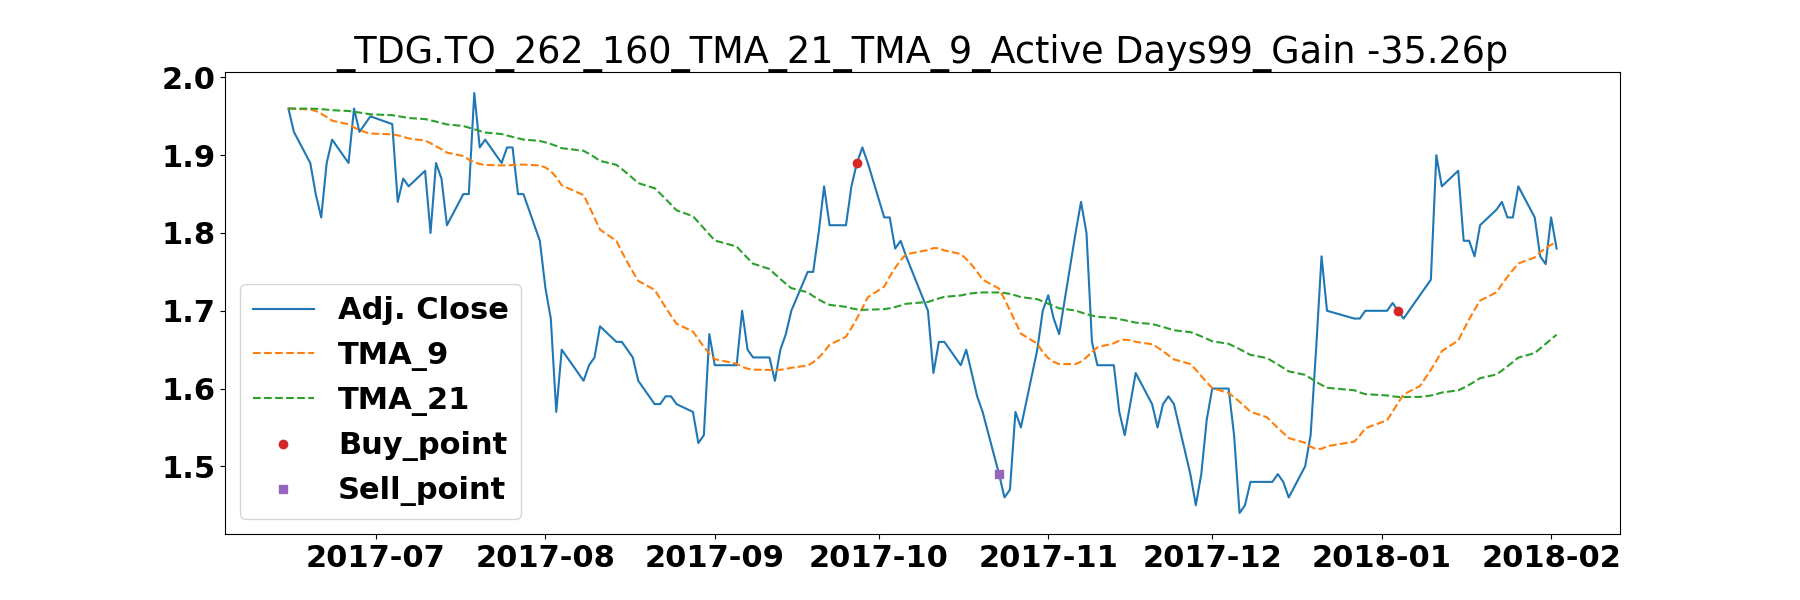 _TDG.TO_262_160_TMA_21_TMA_9_Active Days99_Gain -35.26p
2.0
1.9
1.8
1.7
1.6
1.5
Adj. Close
TMA_9
TMA_21
Buy_point
Sell_point
2017-07 2017-08 2017-09 2017-10 2017-11 2017-12 2018-01 2018-02